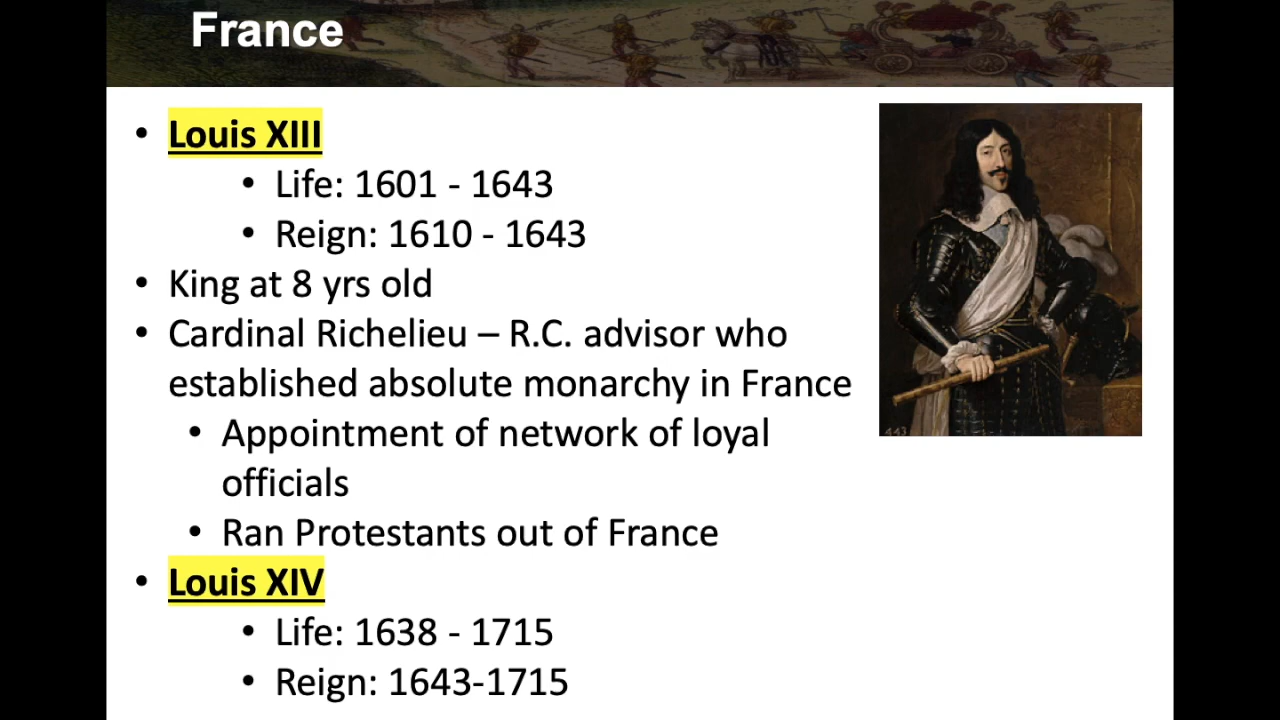 France
• Louis XIII
• Life: 1601 - 1643
• Reign: 1610 - 1643
• King at 8 yrs old
• Cardinal Richelieu – R.C. advisor who
established absolute monarchy in France
• Appointment of network of loyal
officials
• Ran Protestants out of France
• Louis XIV
• Life: 1638 - 1715
• Reign: 1643-1715
443